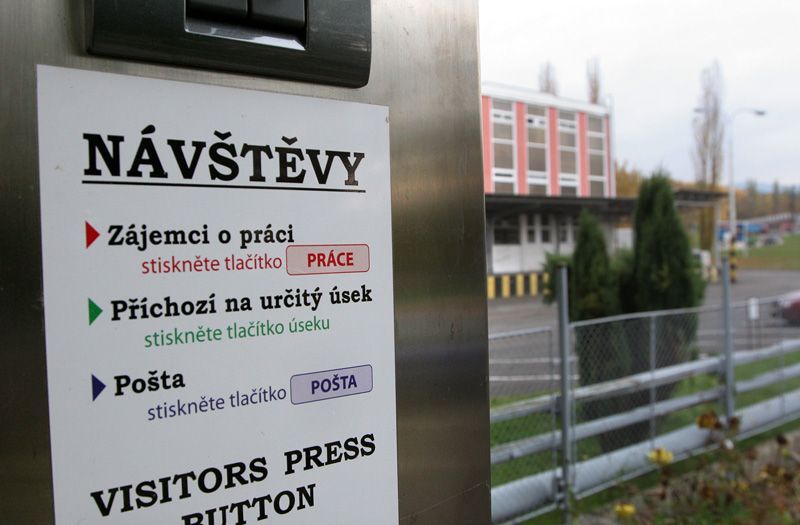 NÁVŠTĚVY
Zájemci o práci
stiskněte tlačítko PRÁCE
Příchozí na určitý úsek
stiskněte tlačítko úseku
Pošta
stiskněte tlačítko POŠTA
VISITORS PRESS
BUTTON